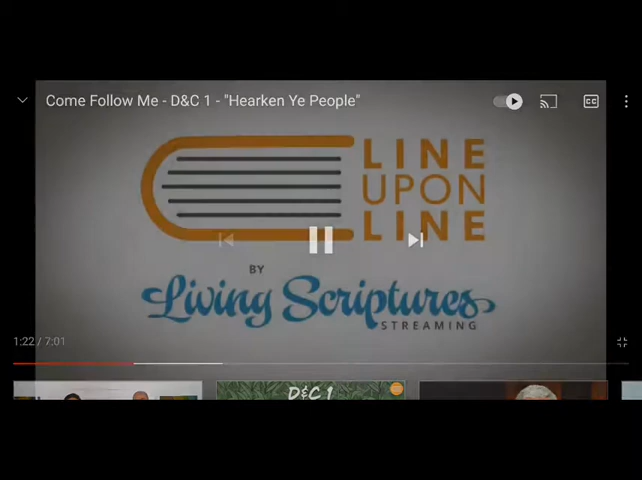 Come Follow Me - D&C 1 - "Hearken Ye People"
CC
LINE
UPON
LINE
BY
Living Scriptures
STREAMING
1:22 / 7:01
D&C 1